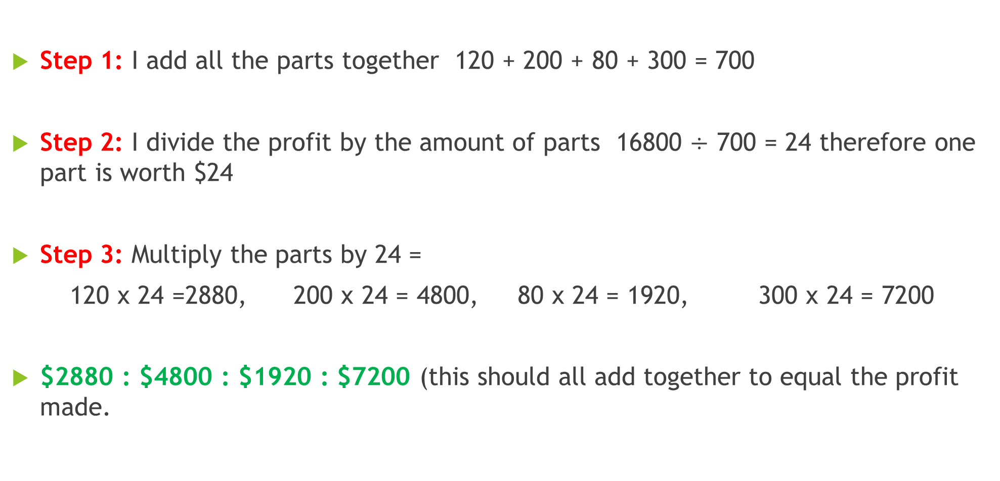 Step 1: I add all the parts together 120 + 200 + 80 + 300 = 700
Step 2: I divide the profit by the amount of parts 16800 ÷ 700 = 24 therefore one
part is worth $24
Step 3: Multiply the parts by 24 =
120 x 24 =2880, 200 x 24 = 4800, 80 x 24 = 1920, 300 x 24 = 7200
$2880 : $4800 : $1920 : $7200 (this should all add together to equal the profit
made.